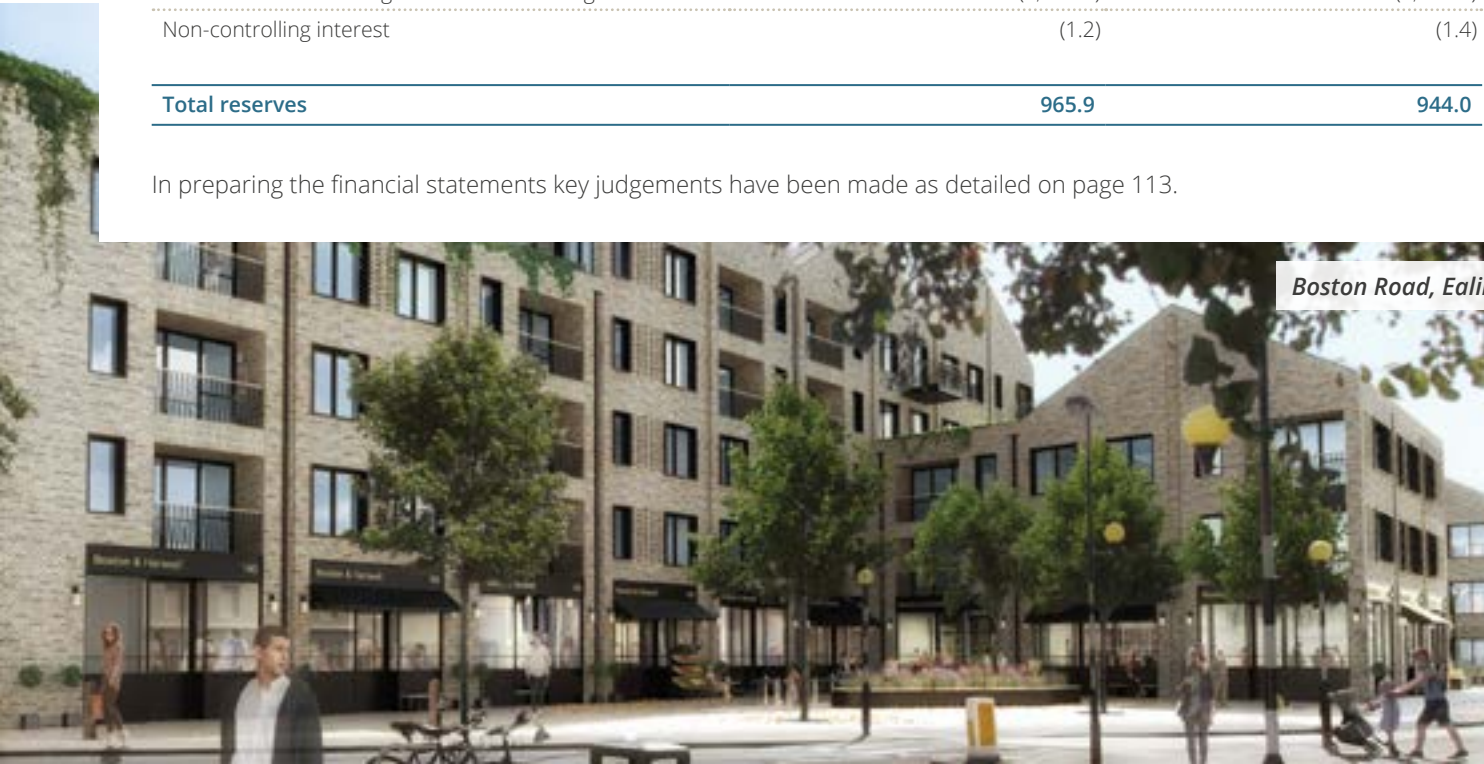 Non-controlling interest (1.2) (1.4)
Total reserves 965.9 944.0
In preparing the financial statements key judgements have been made as detailed on page 113.
Boston Road, Eali